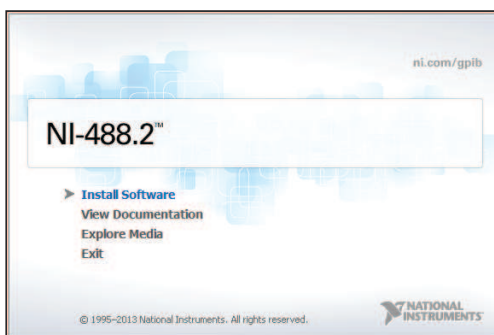 ni.com/gpib
NI-488.2™
Install Software
View Documentation
Explore Media
Exit
© 1995–2013 National Instruments. All rights reserved.
NATIONAL
INSTRUMENTS™